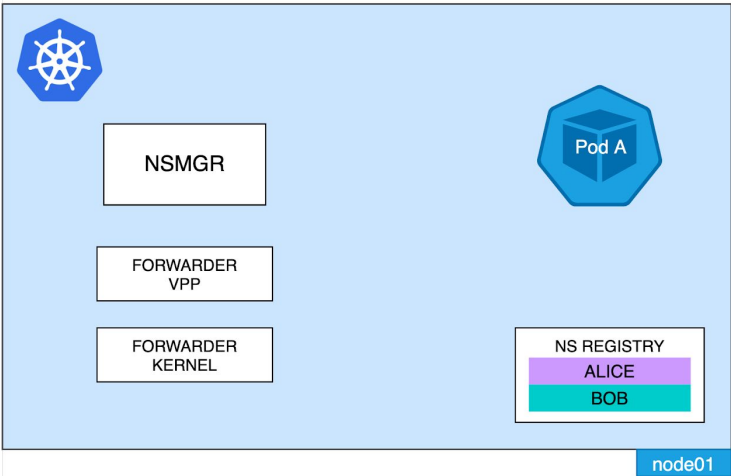 NSMGR
Pod A
FORWARDER
VPP
FORWARDER
KERNEL
NS REGISTRY
ALICE
BOB
node01